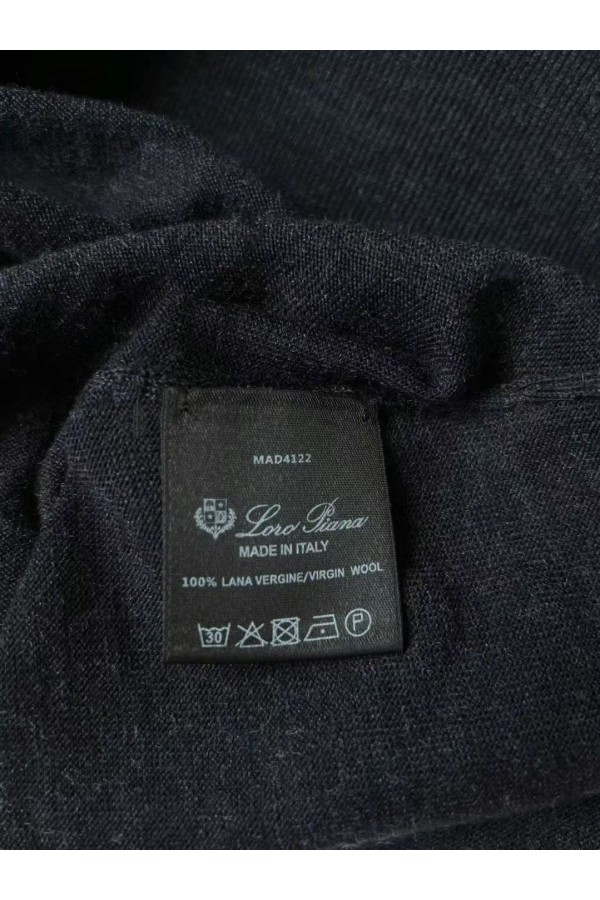 MAD4122
Loro Piana
MADE IN ITALY
100% LANA VERGINE/VIRGIN WOOL
30 P